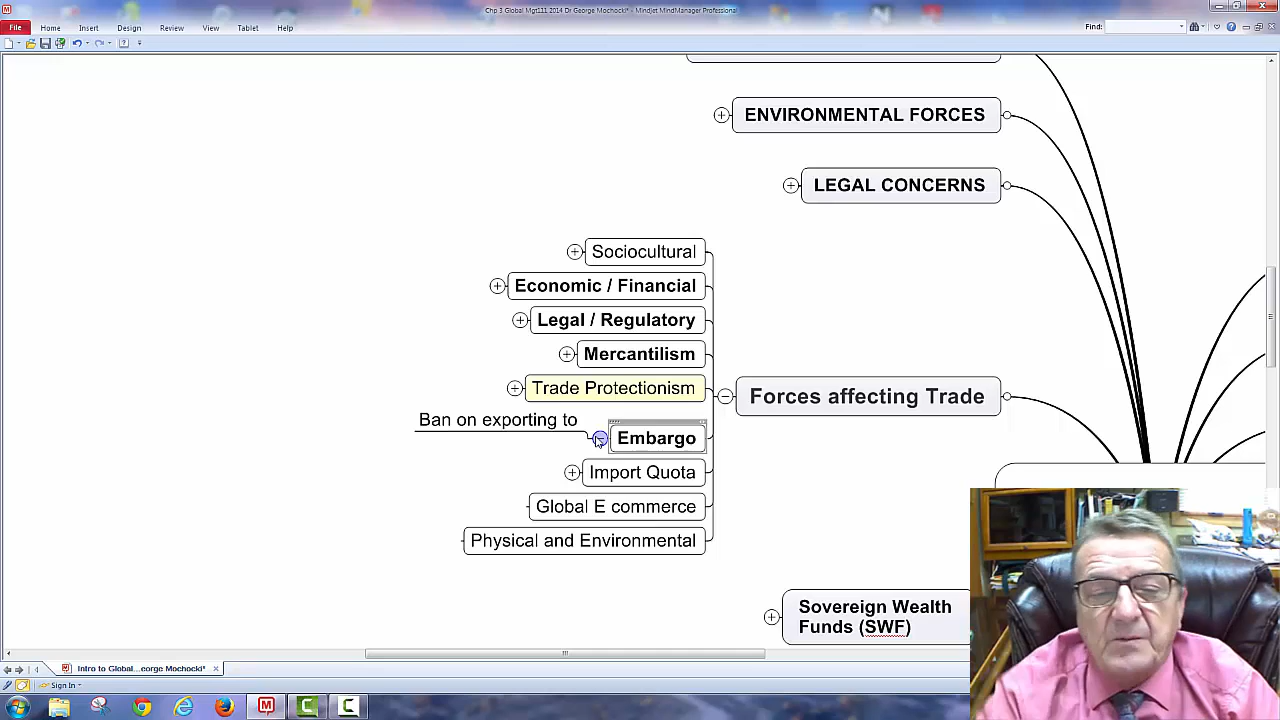 Chp 3 Global Mgt111 2014 Dr George Mochocki* - Mindjet MindManager Professional
File Home Insert Design Review View Tablet Help Find:
ENVIRONMENTAL FORCES
LEGAL CONCERNS
Sociocultural
Economic / Financial
Legal / Regulatory
Mercantilism
Trade Protectionism
Forces affecting Trade
Ban on exporting to
Embargo
Import Quota
Global E commerce
Physical and Environmental
Sovereign Wealth
Funds (SWF)
Intro to Global...eorge Mochocki*
Sign In